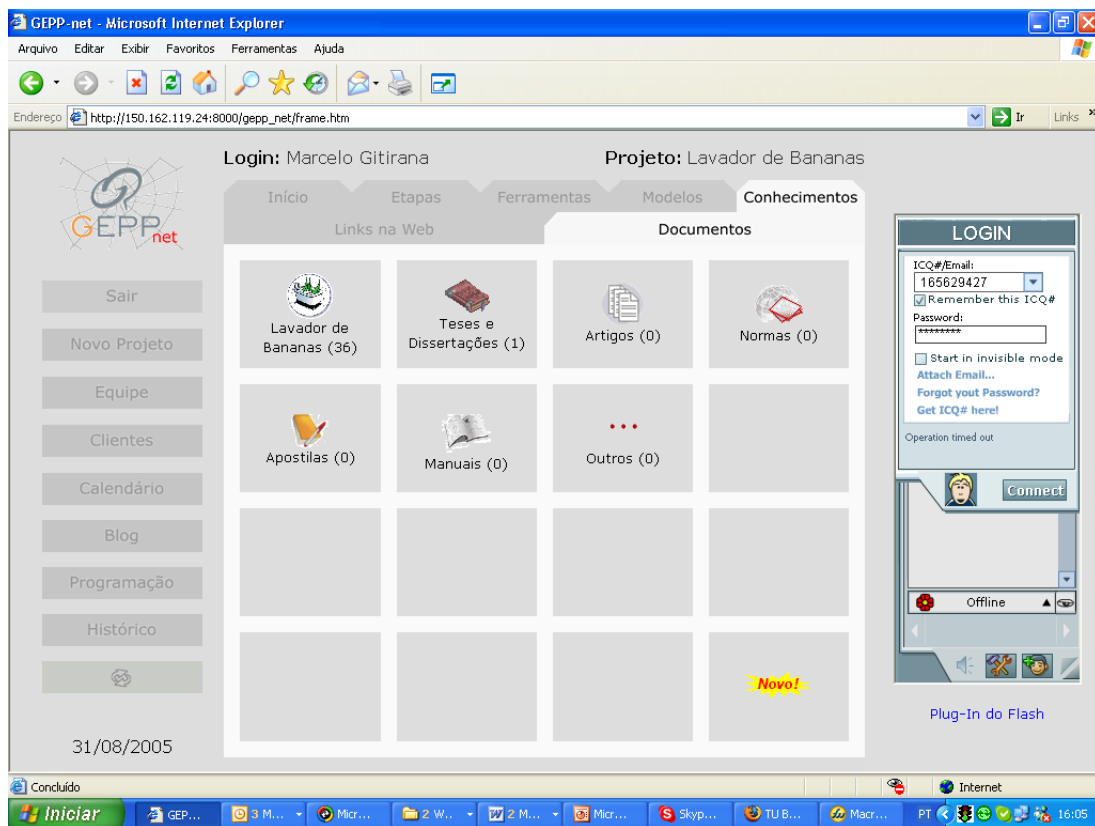 GEPP-net - Microsoft Internet Explorer
Arquivo Editar Exibir Favoritos Ferramentas Ajuda
Endereço http://150.162.119.24:8000/gepp_net/frame.htm Ir Links »
GEPP
net
Login: Marcelo Gitirana Projeto: Lavador de Bananas
Início Etapas Ferramentas Modelos Conhecimentos
Links na Web Documentos
Sair
Novo Projeto
Equipe
Clientes
Calendário
Blog
Programação
Histórico
31/08/2005
Lavador de
Bananas (36)
Teses e
Dissertações (1)
Artigos (0)
Normas (0)
Apostilas (0)
Manuais (0)
Outros (0)
Novo!
LOGIN
ICQ#/Email:
165629427
Remember this ICQ#
Password:
********
Start in invisible mode
Attach Email...
Forgot yout Password?
Get ICQ# here!
Operation timed out
Connect
Offline
Plug-In do Flash
Concluído Internet
Iniciar GEP... 3 M... Micr... 2 W... 2 M... Micr... Skyp... TU B... Macr... PT 16:05